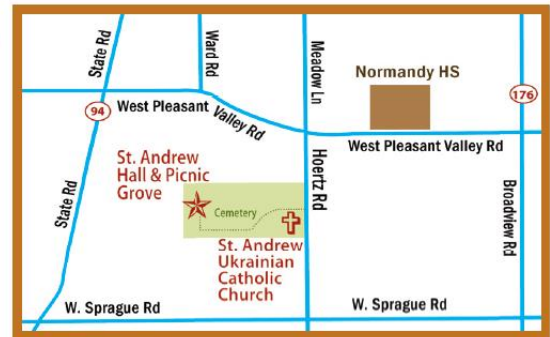 State Rd
Ward Rd
Meadow Ln
Normandy HS
176
94
West Pleasant
Valley Rd
West Pleasant Valley Rd
St. Andrew
Hall & Picnic
Grove
Hoertz Rd
Broadview Rd
State Rd
Cemetery
St. Andrew
Ukrainian
Catholic
Church
W. Sprague Rd
W. Sprague Rd